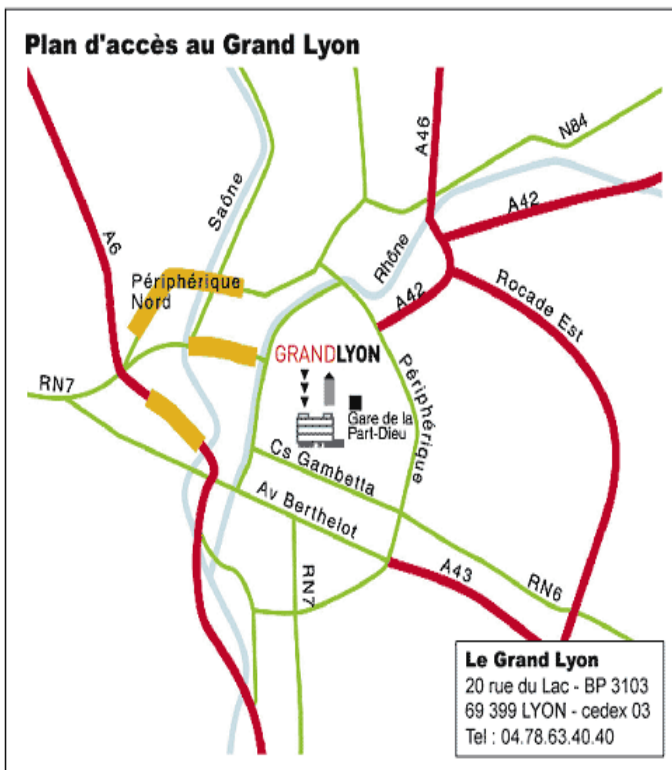 Plan d'accès au Grand Lyon
A46
N84
Saône
A42
A6
Rhône
Périphérique
Nord
A42
Rocade Est
GRANDLYON
Périphérique
RN7
Gare de la
Part-Dieu
Cs Gambetta
Av Berthelot
A43
RN7
RN6
Le Grand Lyon
20 rue du Lac - BP 3103
69 399 LYON - cedex 03
Tel : 04.78.63.40.40